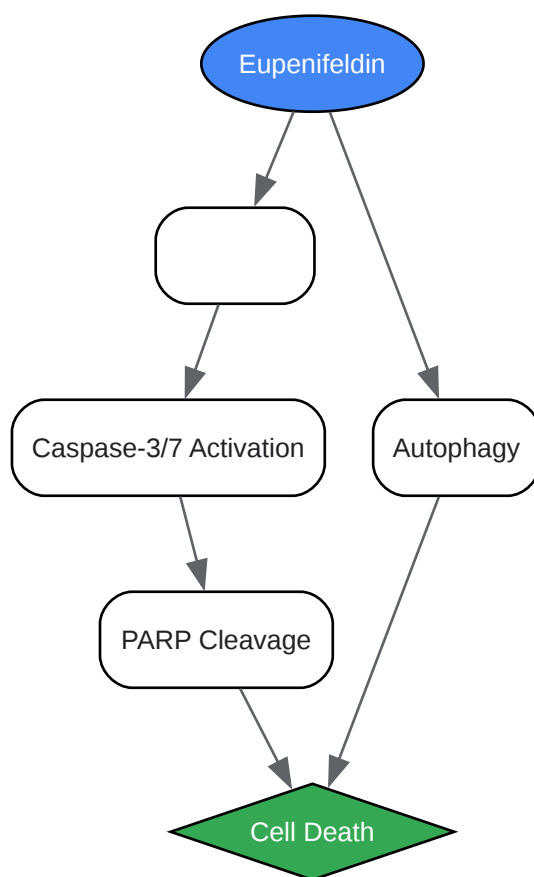 Eupenifeldin
Caspase-3/7 Activation
Autophagy
PARP Cleavage
Cell Death